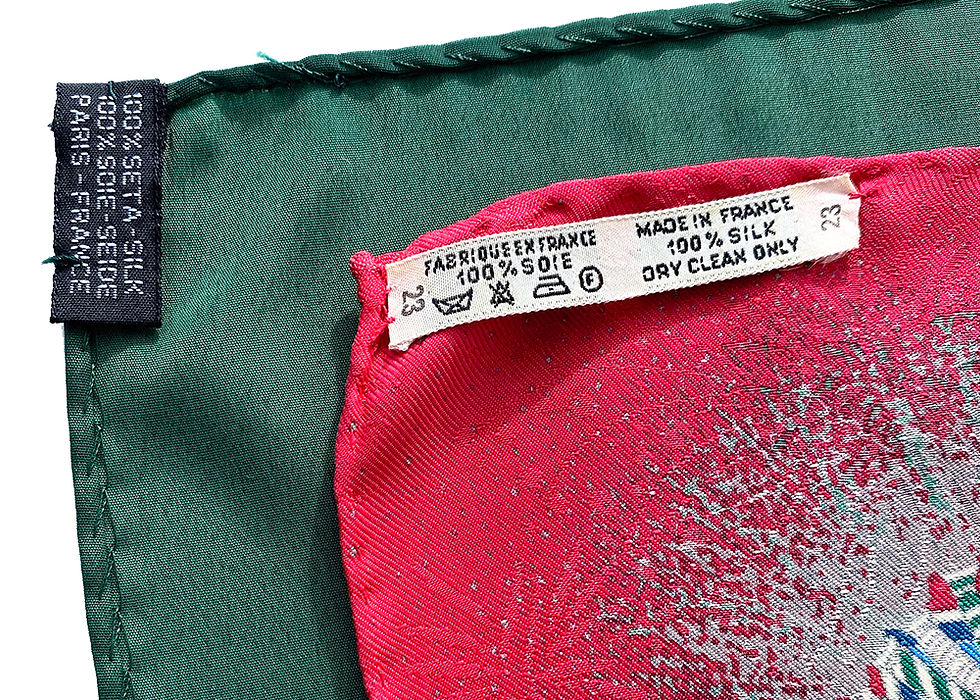 100% SETA-SILK
100% SOIE-SEIDE
PARIS-FRANCE
FABRIQUE EN FRANCE
100% SOIE
23
F
MADE IN FRANCE
100% SILK
DRY CLEAN ONLY
23